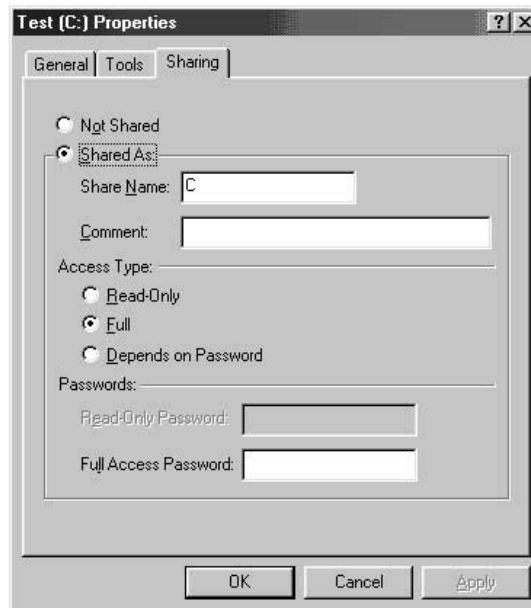 Test (C:) Properties
General Tools Sharing
Not Shared
Shared As:
Share Name: C
Comment:
Access Type:
Read-Only
Full
Depends on Password
Passwords:
Read-Only Password:
Full Access Password:
OK Cancel Apply